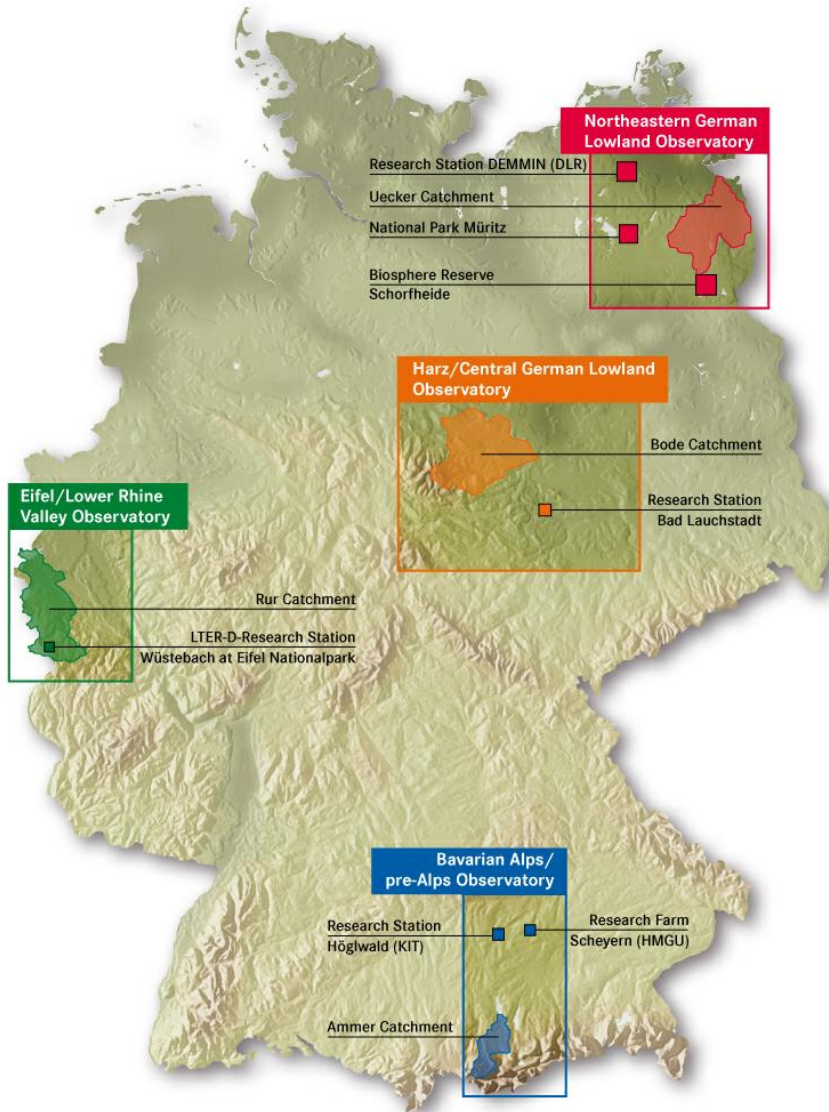 Northeastern German
Lowland Observatory
Research Station DEMMIN (DLR)
Uecker Catchment
National Park Müritz
Biosphere Reserve
Schorfheide
Harz/Central German Lowland
Observatory
Bode Catchment
Research Station
Bad Lauchstadt
Eifel/Lower Rhine
Valley Observatory
Rur Catchment
LTER-D-Research Station
Wüstebach at Eifel Nationalpark
Bavarian Alps/
pre-Alps Observatory
Research Station
Höglwald (KIT)
Research Farm
Scheyern (HMGU)
Ammer Catchment